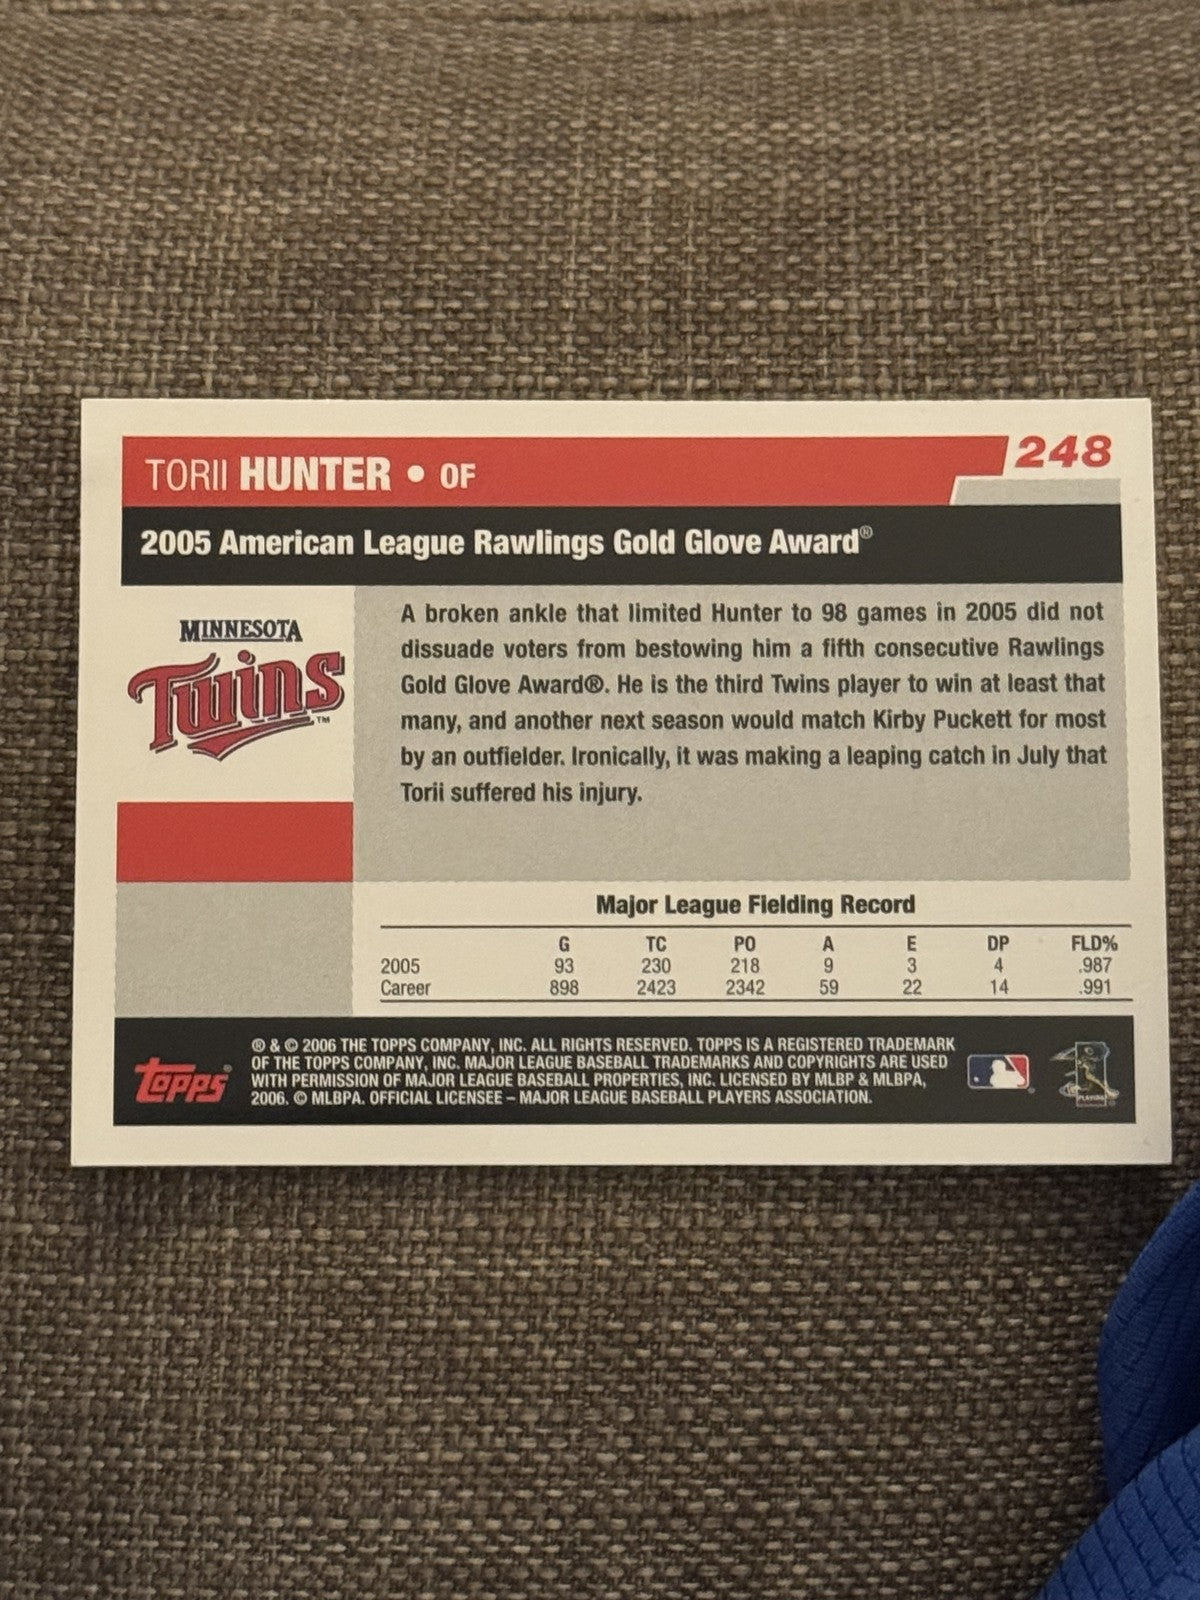 TORII HUNTER • OF
248
2005 American League Rawlings Gold Glove Award®
MINNESOTA
Twins™
A broken ankle that limited Hunter to 98 games in 2005 did not
dissuade voters from bestowing him a fifth consecutive Rawlings
Gold Glove Award®. He is the third Twins player to win at least that
many, and another next season would match Kirby Puckett for most
by an outfielder. Ironically, it was making a leaping catch in July that
Torii suffered his injury.
Major League Fielding Record
G TC PO A E DP FLD%
2005 93 230 218 9 3 4 .987
Career 898 2423 2342 59 22 14 .991
topps®
® & © 2006 THE TOPPS COMPANY, INC. ALL RIGHTS RESERVED. TOPPS IS A REGISTERED TRADEMARK
OF THE TOPPS COMPANY, INC. MAJOR LEAGUE BASEBALL TRADEMARKS AND COPYRIGHTS ARE USED
WITH PERMISSION OF MAJOR LEAGUE BASEBALL PROPERTIES, INC. LICENSED BY MLBP & MLBPA,
2006. © MLBPA. OFFICIAL LICENSEE – MAJOR LEAGUE BASEBALL PLAYERS ASSOCIATION.